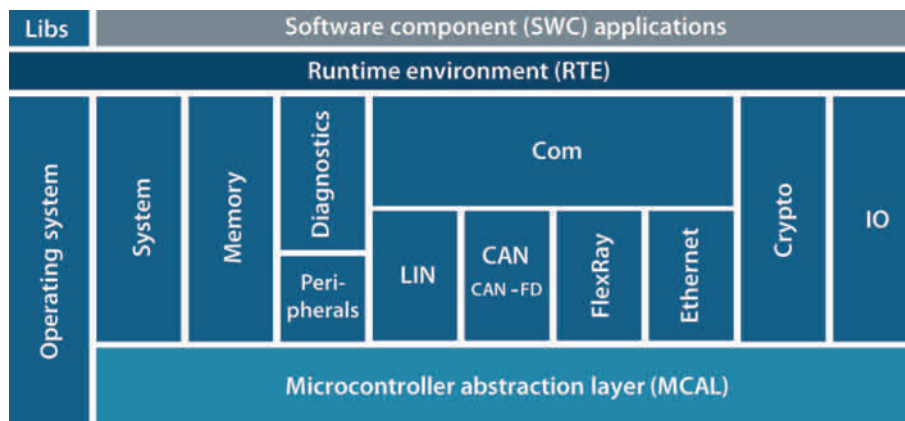 Libs
Software component (SWC) applications
Runtime environment (RTE)
Operating system
System
Memory
Diagnostics
Peri-
pherals
Com
LIN
CAN
CAN-FD
FlexRay
Ethernet
Crypto
IO
Microcontroller abstraction layer (MCAL)